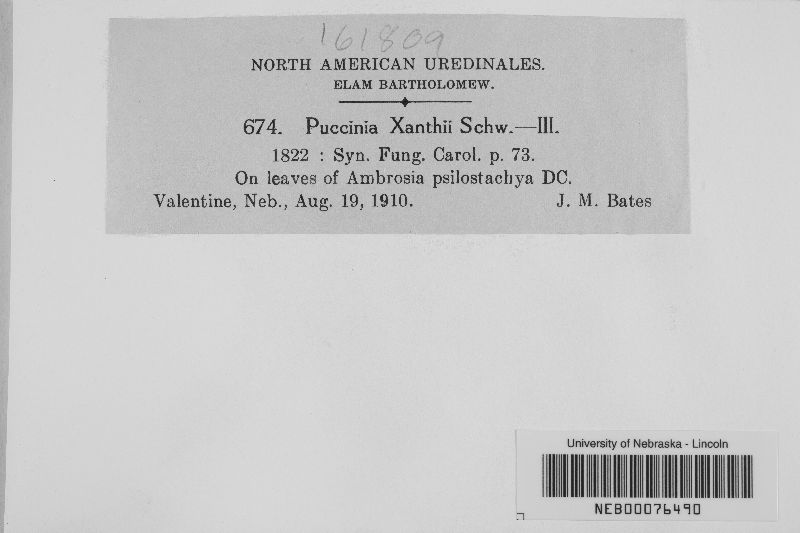 161809
NORTH AMERICAN UREDINALES.
ELAM BARTHOLOMEW.
674. Puccinia Xanthii Schw.—III.
1822 : Syn. Fung. Carol. p. 73.
On leaves of Ambrosia psilostachya DC.
Valentine, Neb., Aug. 19, 1910. J. M. Bates
University of Nebraska - Lincoln
NEB00076490